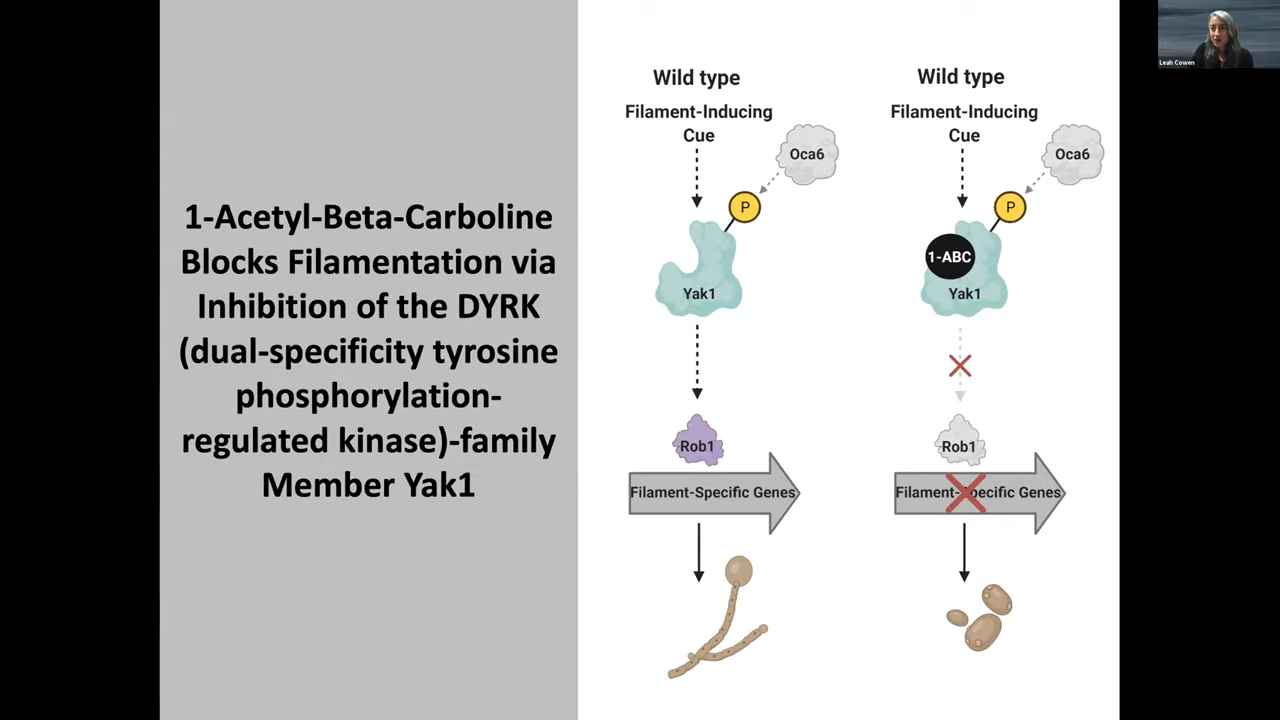 1-Acetyl-Beta-Carboline
Blocks Filamentation via
Inhibition of the DYRK
(dual-specificity tyrosine
phosphorylation-
regulated kinase)-family
Member Yak1
Wild type
Filament-Inducing
Cue
Oca6
P
Yak1
Rob1
Filament-Specific Genes
Wild type
Filament-Inducing
Cue
Oca6
P
1-ABC
Yak1
Rob1
Filament-Specific Genes
Leah Cowen